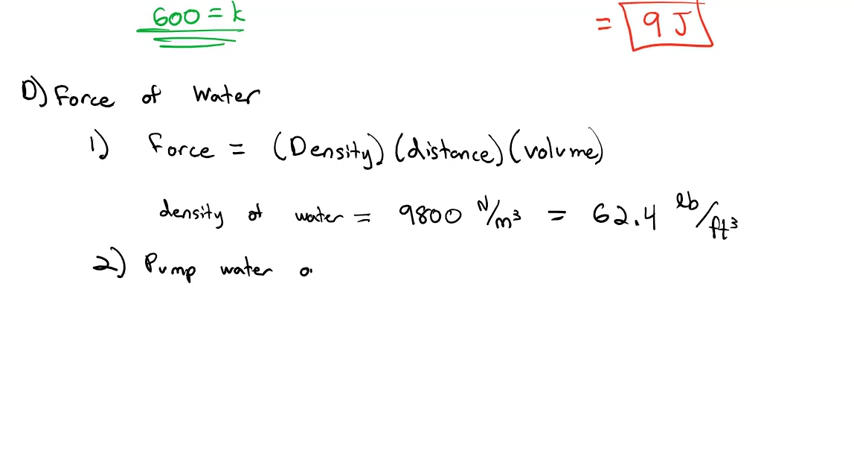 600 = k
= 9 J
D) Force of Water
1) Force = (Density)(distance)(volume)
density of water = 9800 N/m³ = 62.4 lb/ft³
2) Pump water o